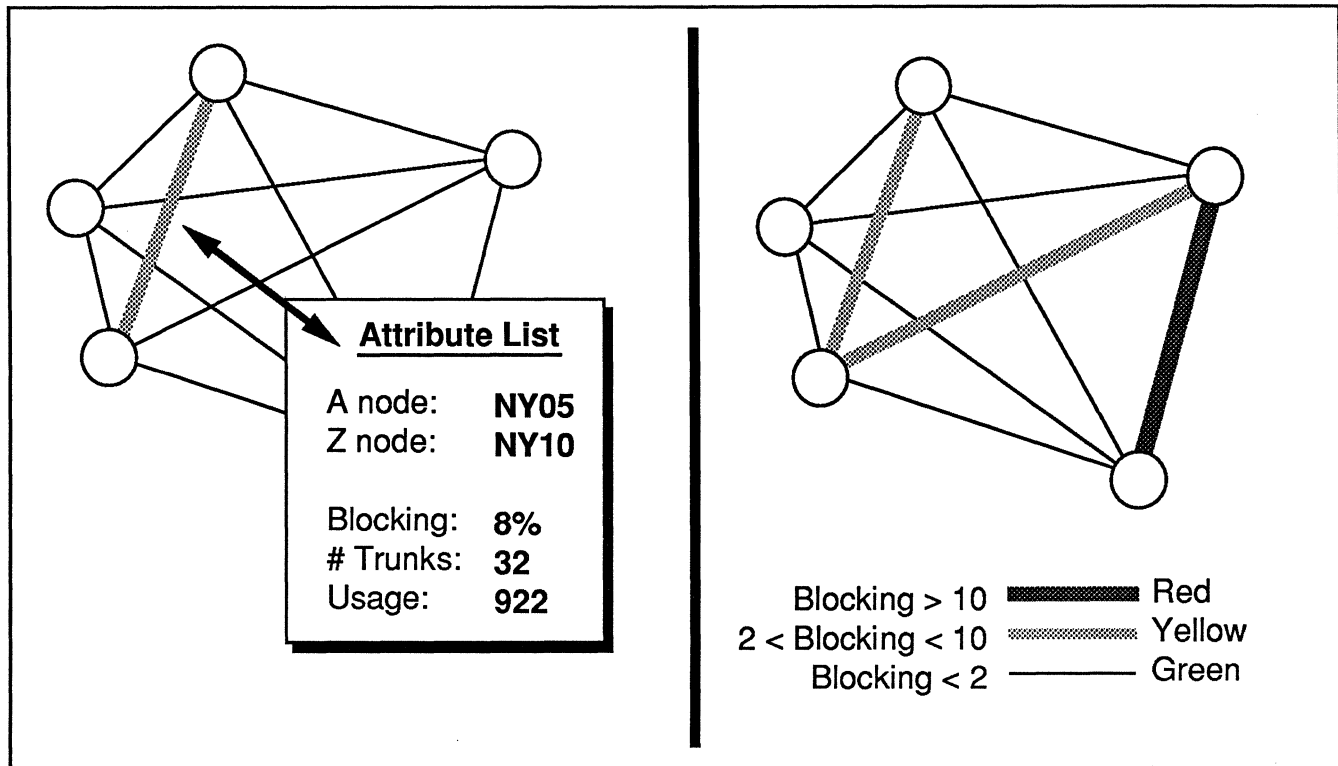 Attribute List
A node: NY05
Z node: NY10
Blocking: 8%
# Trunks: 32
Usage: 922
Blocking > 10 Red
2 < Blocking < 10 Yellow
Blocking < 2 Green